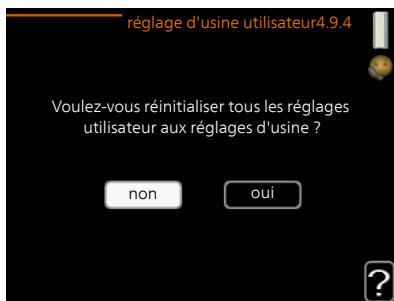 réglage d'usine utilisateur4.9.4
Voulez-vous réinitialiser tous les réglages
utilisateur aux réglages d'usine ?
non
oui
?